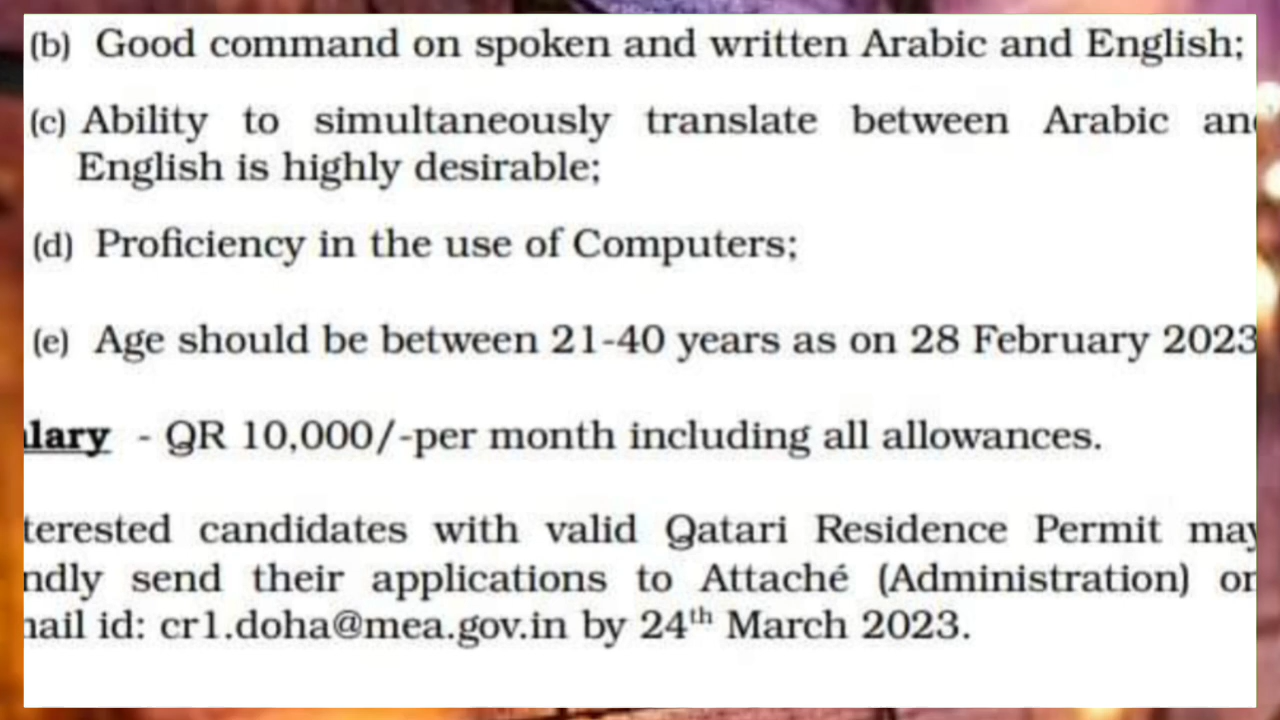 (b) Good command on spoken and written Arabic and English;
(c) Ability to simultaneously translate between Arabic an
English is highly desirable;
(d) Proficiency in the use of Computers;
(e) Age should be between 21-40 years as on 28 February 2023
lary - QR 10,000/-per month including all allowances.
terested candidates with valid Qatari Residence Permit may
ndly send their applications to Attaché (Administration) or
nail id: cr1.doha@mea.gov.in by 24th March 2023.